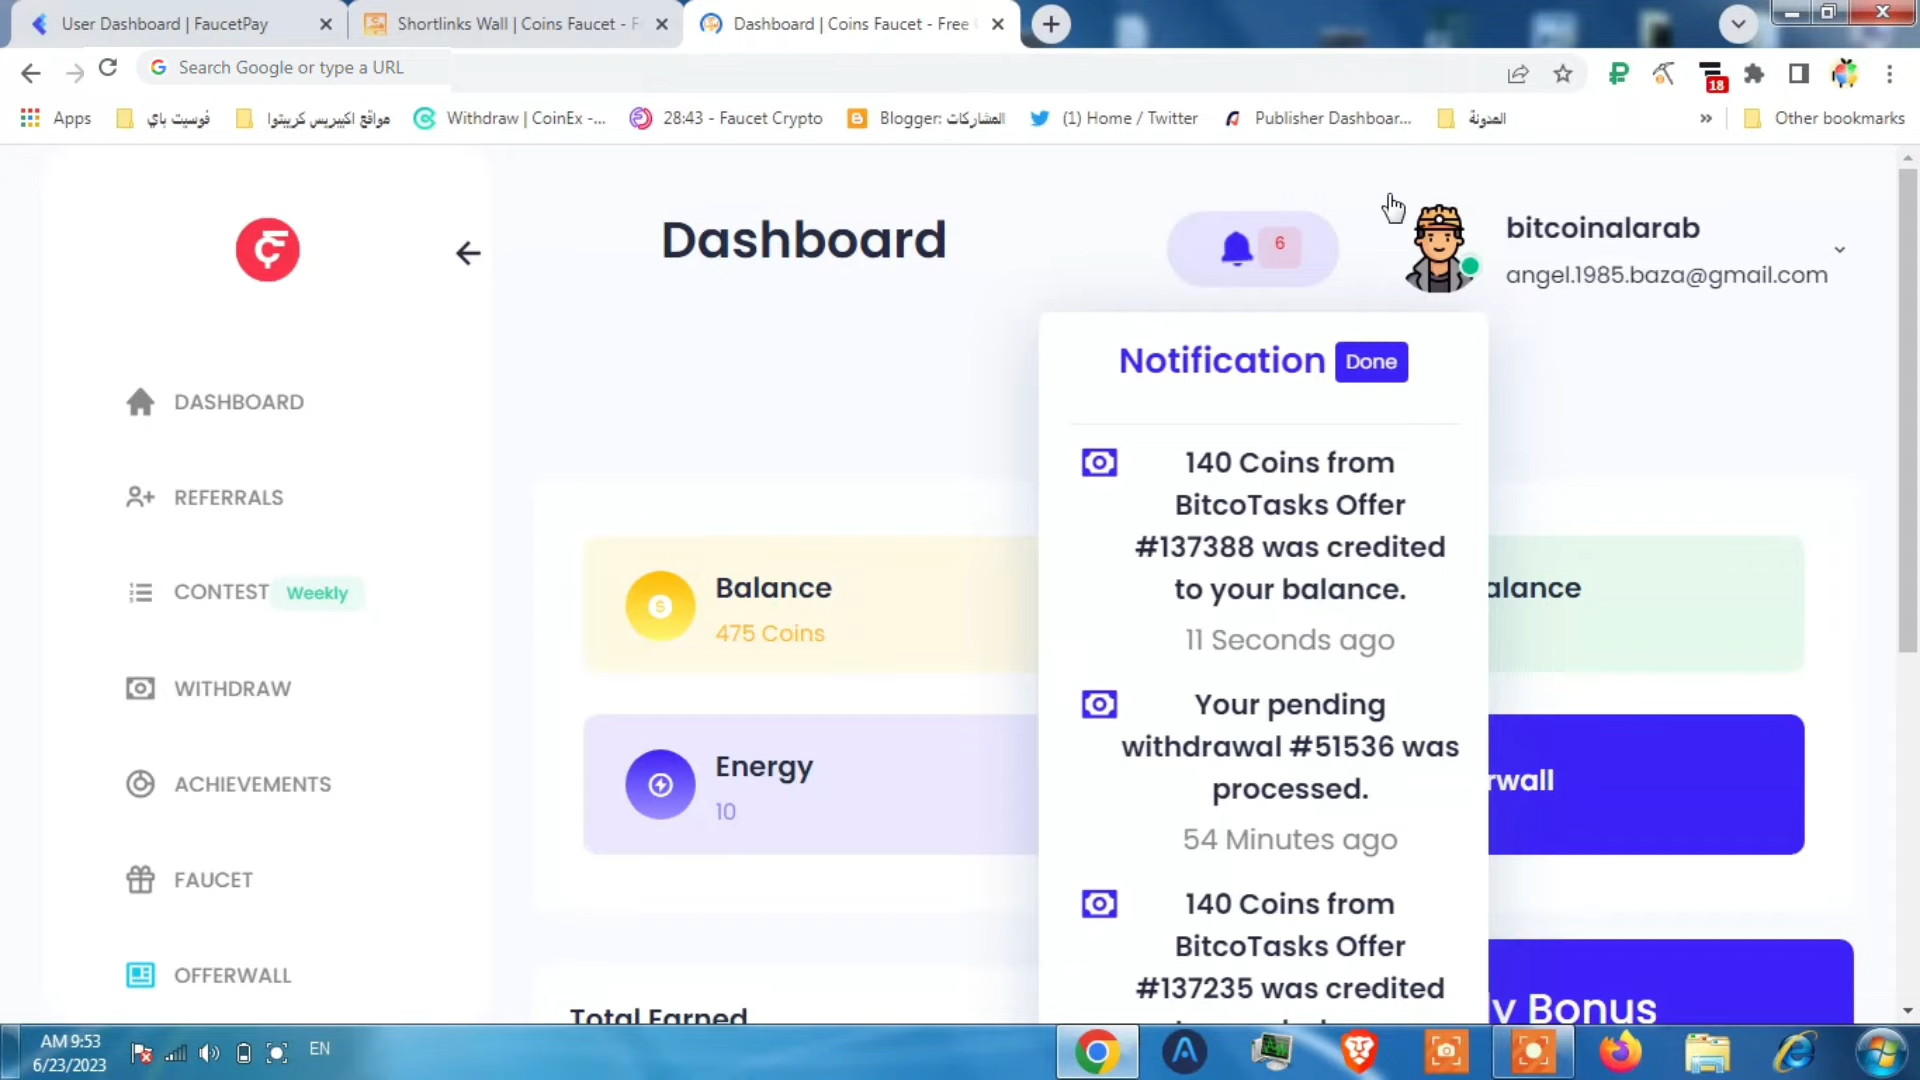 User Dashboard | FaucetPay
Shortlinks Wall | Coins Faucet - F
Dashboard | Coins Faucet - Free
Search Google or type a URL
18
Apps
فوسيت باي
مواقع اكسبريس كريبتوا
Withdraw | CoinEx -...
28:43 - Faucet Crypto
Blogger: المشاركات
(1) Home / Twitter
Publisher Dashboar...
المدونة
»
Other bookmarks
Dashboard
6
bitcoinalarab
angel.1985.baza@gmail.com
DASHBOARD
REFERRALS
CONTEST Weekly
WITHDRAW
ACHIEVEMENTS
FAUCET
OFFERWALL
Balance
475 Coins
Energy
10
Total Earned
Notification Done
140 Coins from
BitcoTasks Offer
#137388 was credited
to your balance.
11 Seconds ago
Your pending
withdrawal #51536 was
processed.
54 Minutes ago
140 Coins from
BitcoTasks Offer
#137235 was credited
alance
rwall
y Bonus
AM 9:53
6/23/2023
EN